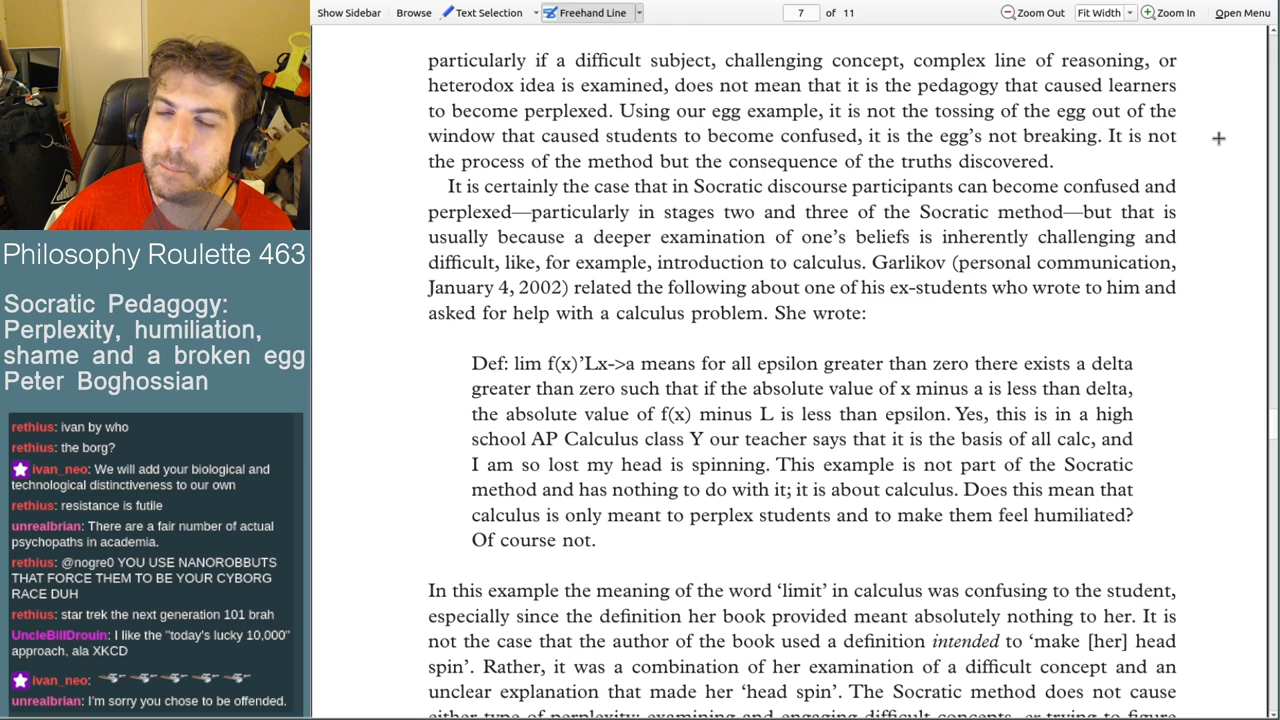 Show Sidebar Browse Text Selection Freehand Line 7 of 11 Zoom Out Fit Width Zoom In Open Menu
particularly if a difficult subject, challenging concept, complex line of reasoning, or
heterodox idea is examined, does not mean that it is the pedagogy that caused learners
to become perplexed. Using our egg example, it is not the tossing of the egg out of the
window that caused students to become confused, it is the egg's not breaking. It is not
the process of the method but the consequence of the truths discovered.
It is certainly the case that in Socratic discourse participants can become confused and
perplexed—particularly in stages two and three of the Socratic method—but that is
usually because a deeper examination of one's beliefs is inherently challenging and
difficult, like, for example, introduction to calculus. Garlikov (personal communication,
January 4, 2002) related the following about one of his ex-students who wrote to him and
asked for help with a calculus problem. She wrote:
Def: lim f(x)'Lx->a means for all epsilon greater than zero there exists a delta
greater than zero such that if the absolute value of x minus a is less than delta,
the absolute value of f(x) minus L is less than epsilon. Yes, this is in a high
school AP Calculus class Y our teacher says that it is the basis of all calc, and
I am so lost my head is spinning. This example is not part of the Socratic
method and has nothing to do with it; it is about calculus. Does this mean that
calculus is only meant to perplex students and to make them feel humiliated?
Of course not.
In this example the meaning of the word 'limit' in calculus was confusing to the student,
especially since the definition her book provided meant absolutely nothing to her. It is
not the case that the author of the book used a definition intended to 'make [her] head
spin'. Rather, it was a combination of her examination of a difficult concept and an
unclear explanation that made her 'head spin'. The Socratic method does not cause
either type of perplexity; examining and engaging difficult concepts, or trying to figure
Philosophy Roulette 463
Socratic Pedagogy:
Perplexity, humiliation,
shame and a broken egg
Peter Boghossian
rethius: ivan by who
rethius: the borg?
ivan_neo: We will add your biological and
technological distinctiveness to our own
rethius: resistance is futile
unrealbrian: There are a fair number of actual
psychopaths in academia.
rethius: @nogre0 YOU USE NANOROBBUTS
THAT FORCE THEM TO BE YOUR CYBORG
RACE DUH
rethius: star trek the next generation 101 brah
UncleBillDrouin: I like the "today's lucky 10,000"
approach, ala XKCD
ivan_neo:
unrealbrian: I'm sorry you chose to be offended.